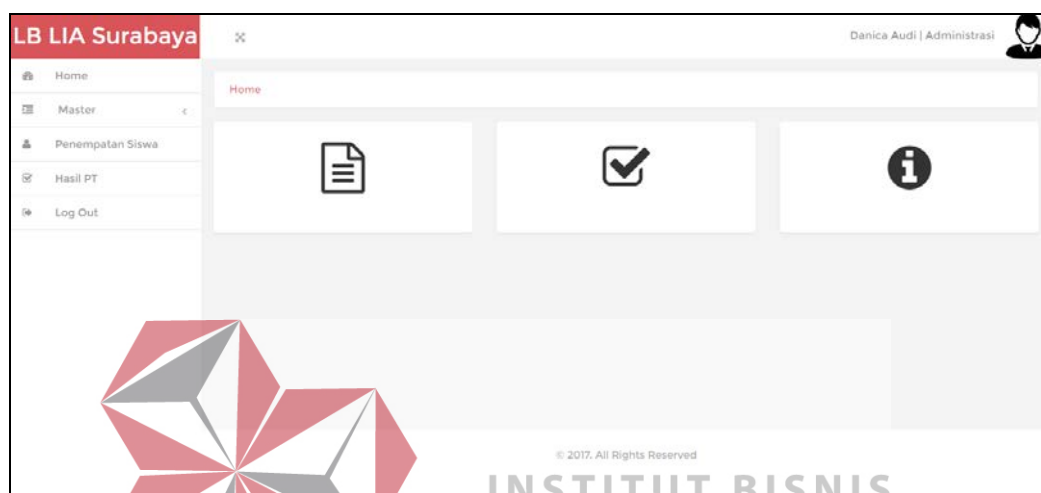 LB LIA Surabaya
Danica Audi | Administrasi
Home
Master
Penempatan Siswa
Hasil PT
Log Out
Home
© 2017. All Rights Reserved
INSTITUT BISNIS